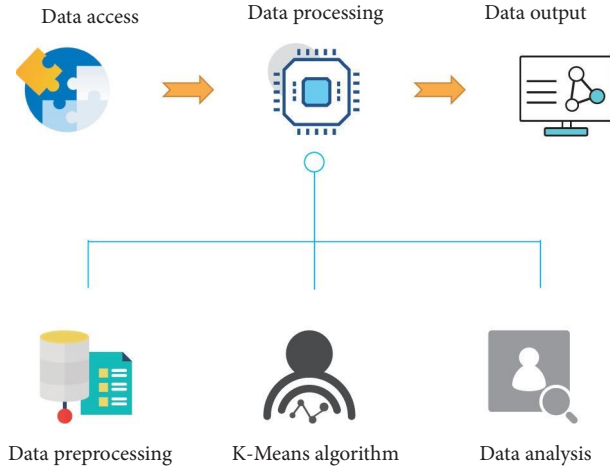 Data access
Data processing
Data output
Data preprocessing
K-Means algorithm
Data analysis